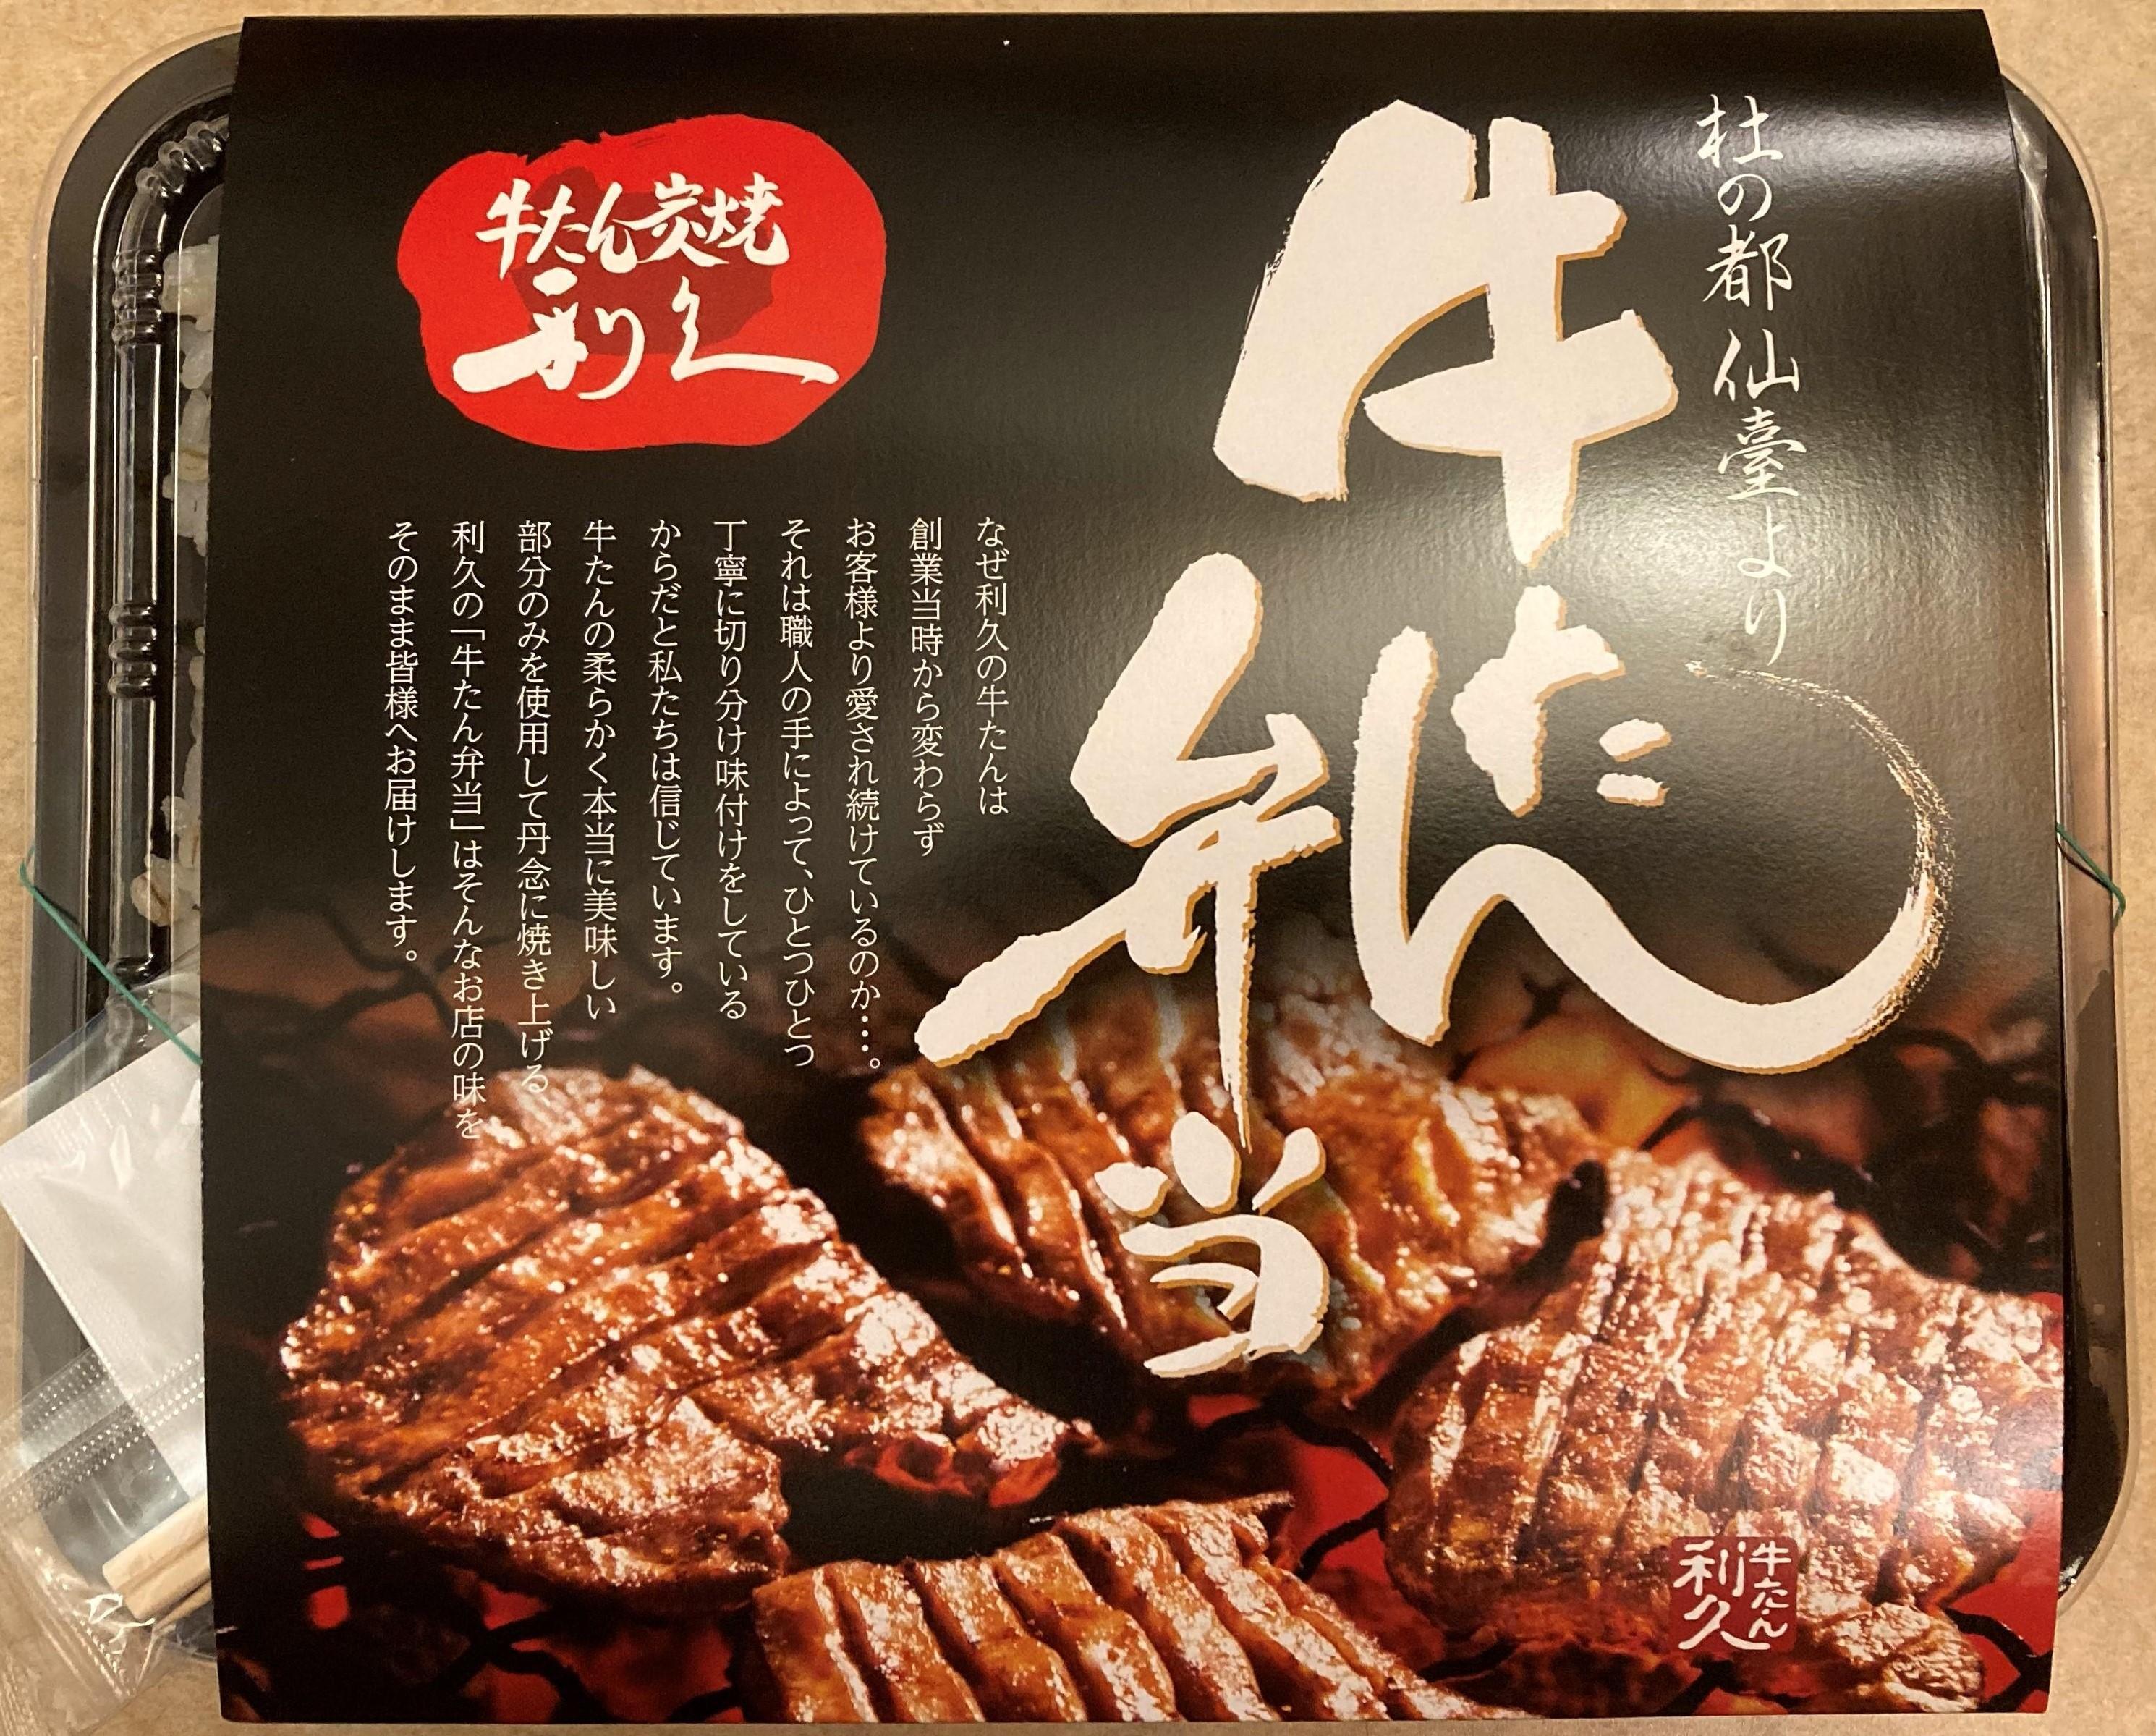 杜の都仙臺より
牛たん
弁当
牛たん炭焼
利久
なぜ利久の牛たんは
創業当時から変わらず
お客様より愛され続けているのか…。
それは職人の手によって、ひとつひとつ
丁寧に切り分け味付けをしている
からだと私たちは信じています。
牛たんの柔らかく本当に美味しい
部分のみを使用して丹念に焼き上げる、
利久の「牛たん弁当」はそんなお店の味を
そのまま皆様へお届けします。
牛たん
利久